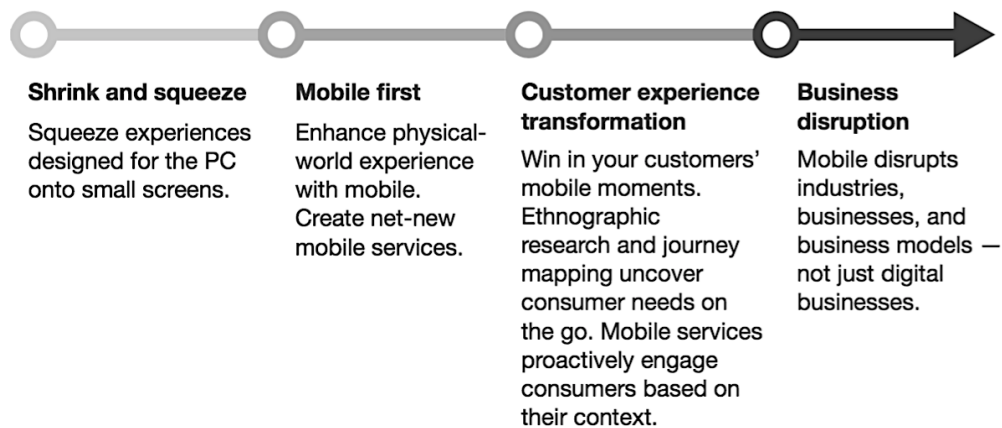 Shrink and squeeze
Squeeze experiences
designed for the PC
onto small screens.
Mobile first
Enhance physical-
world experience
with mobile.
Create net-new
mobile services.
Customer experience
transformation
Win in your customers’
mobile moments.
Ethnographic
research and journey
mapping uncover
consumer needs on
the go. Mobile services
proactively engage
consumers based on
their context.
Business
disruption
Mobile disrupts
industries,
businesses, and
business models —
not just digital
businesses.